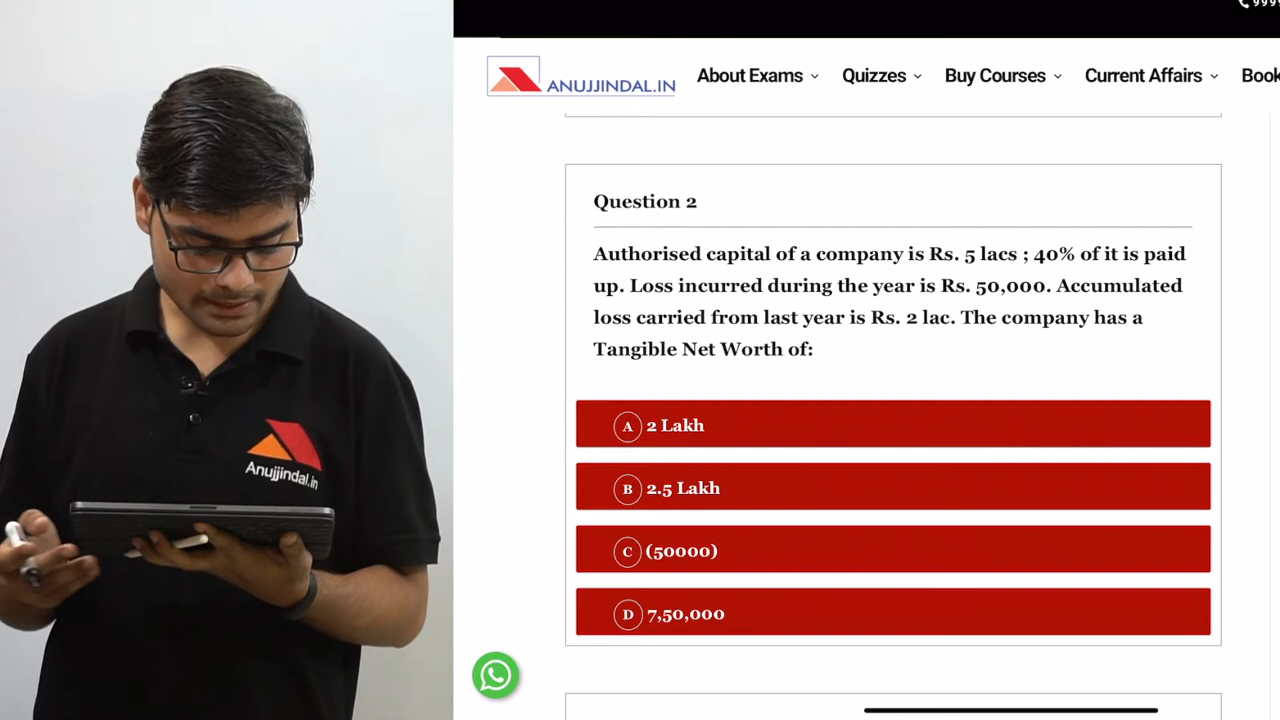 9999
ANUJJINDAL.IN
About Exams
Quizzes
Buy Courses
Current Affairs
Book
Question 2
Authorised capital of a company is Rs. 5 lacs ; 40% of it is paid
up. Loss incurred during the year is Rs. 50,000. Accumulated
loss carried from last year is Rs. 2 lac. The company has a
Tangible Net Worth of:
A 2 Lakh
B 2.5 Lakh
C (50000)
D 7,50,000
Anujjindal.in